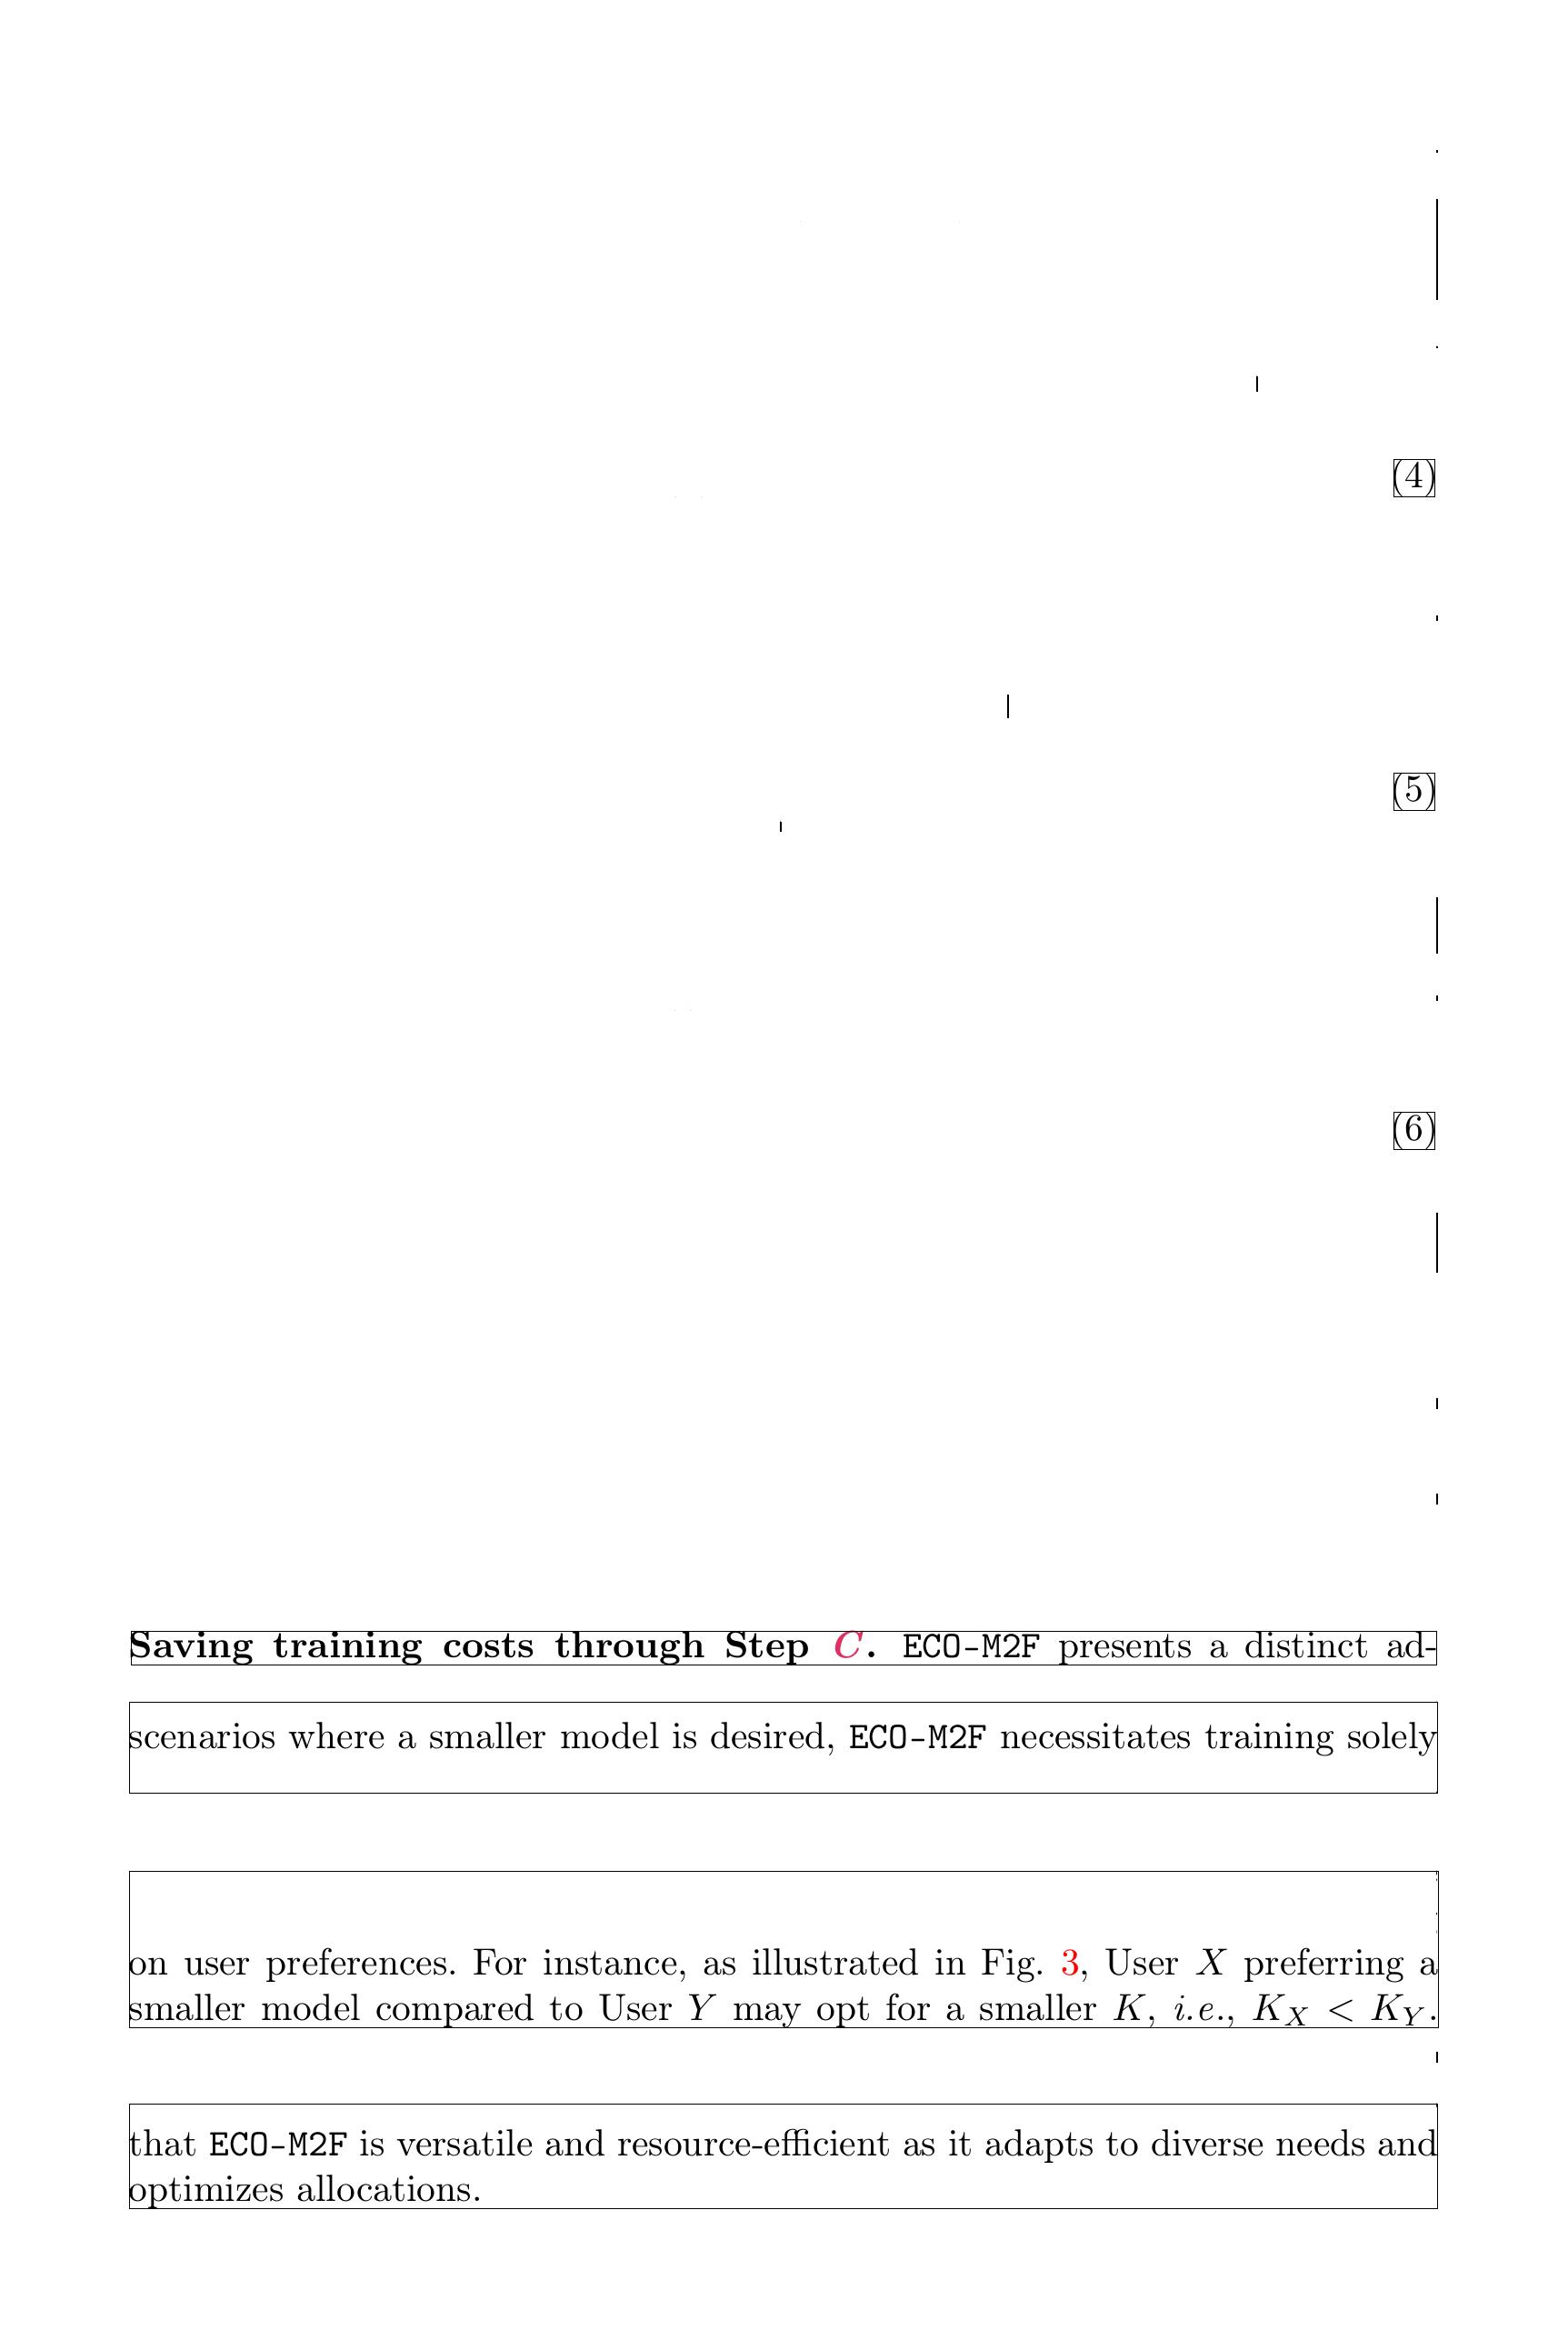 (4)
(5)
(6)
Saving training costs through Step C. ECO-M2F presents a distinct ad-
scenarios where a smaller model is desired, ECO-M2F necessitates training solely
on user preferences. For instance, as illustrated in Fig. 3, User X preferring a
smaller model compared to User Y may opt for a smaller K, i.e., K_X < K_Y.
that ECO-M2F is versatile and resource-efficient as it adapts to diverse needs and
optimizes allocations.